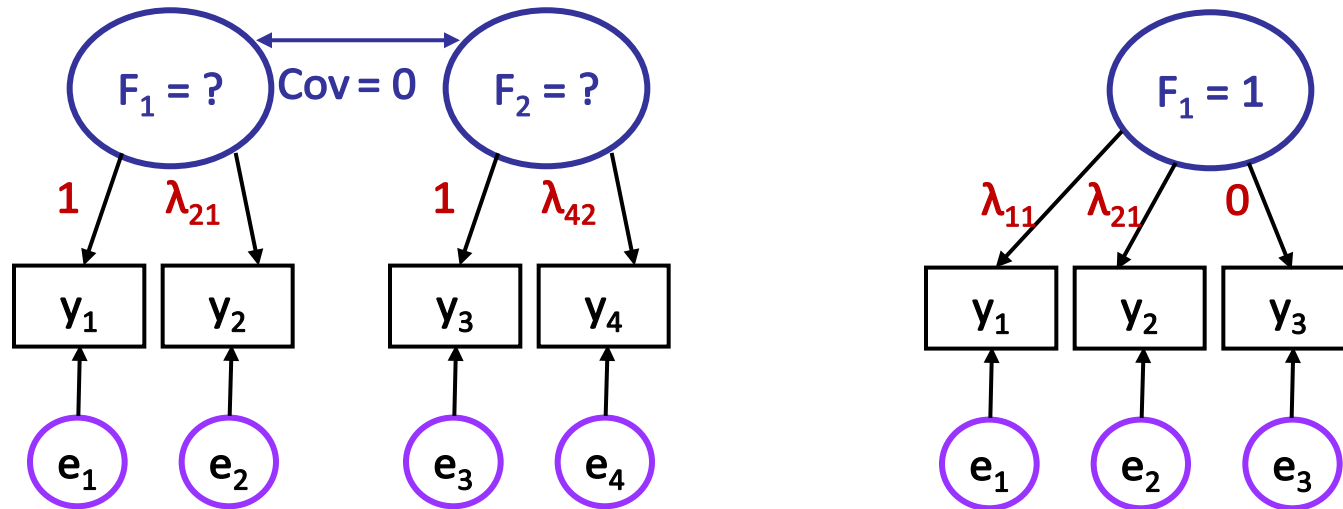 F₁ = ? Cov = 0 F₂ = ?
1 λ₂₁ 1 λ₄₂
y₁ y₂ y₃ y₄
e₁ e₂ e₃ e₄
F₁ = 1
λ₁₁ λ₂₁ 0
y₁ y₂ y₃
e₁ e₂ e₃